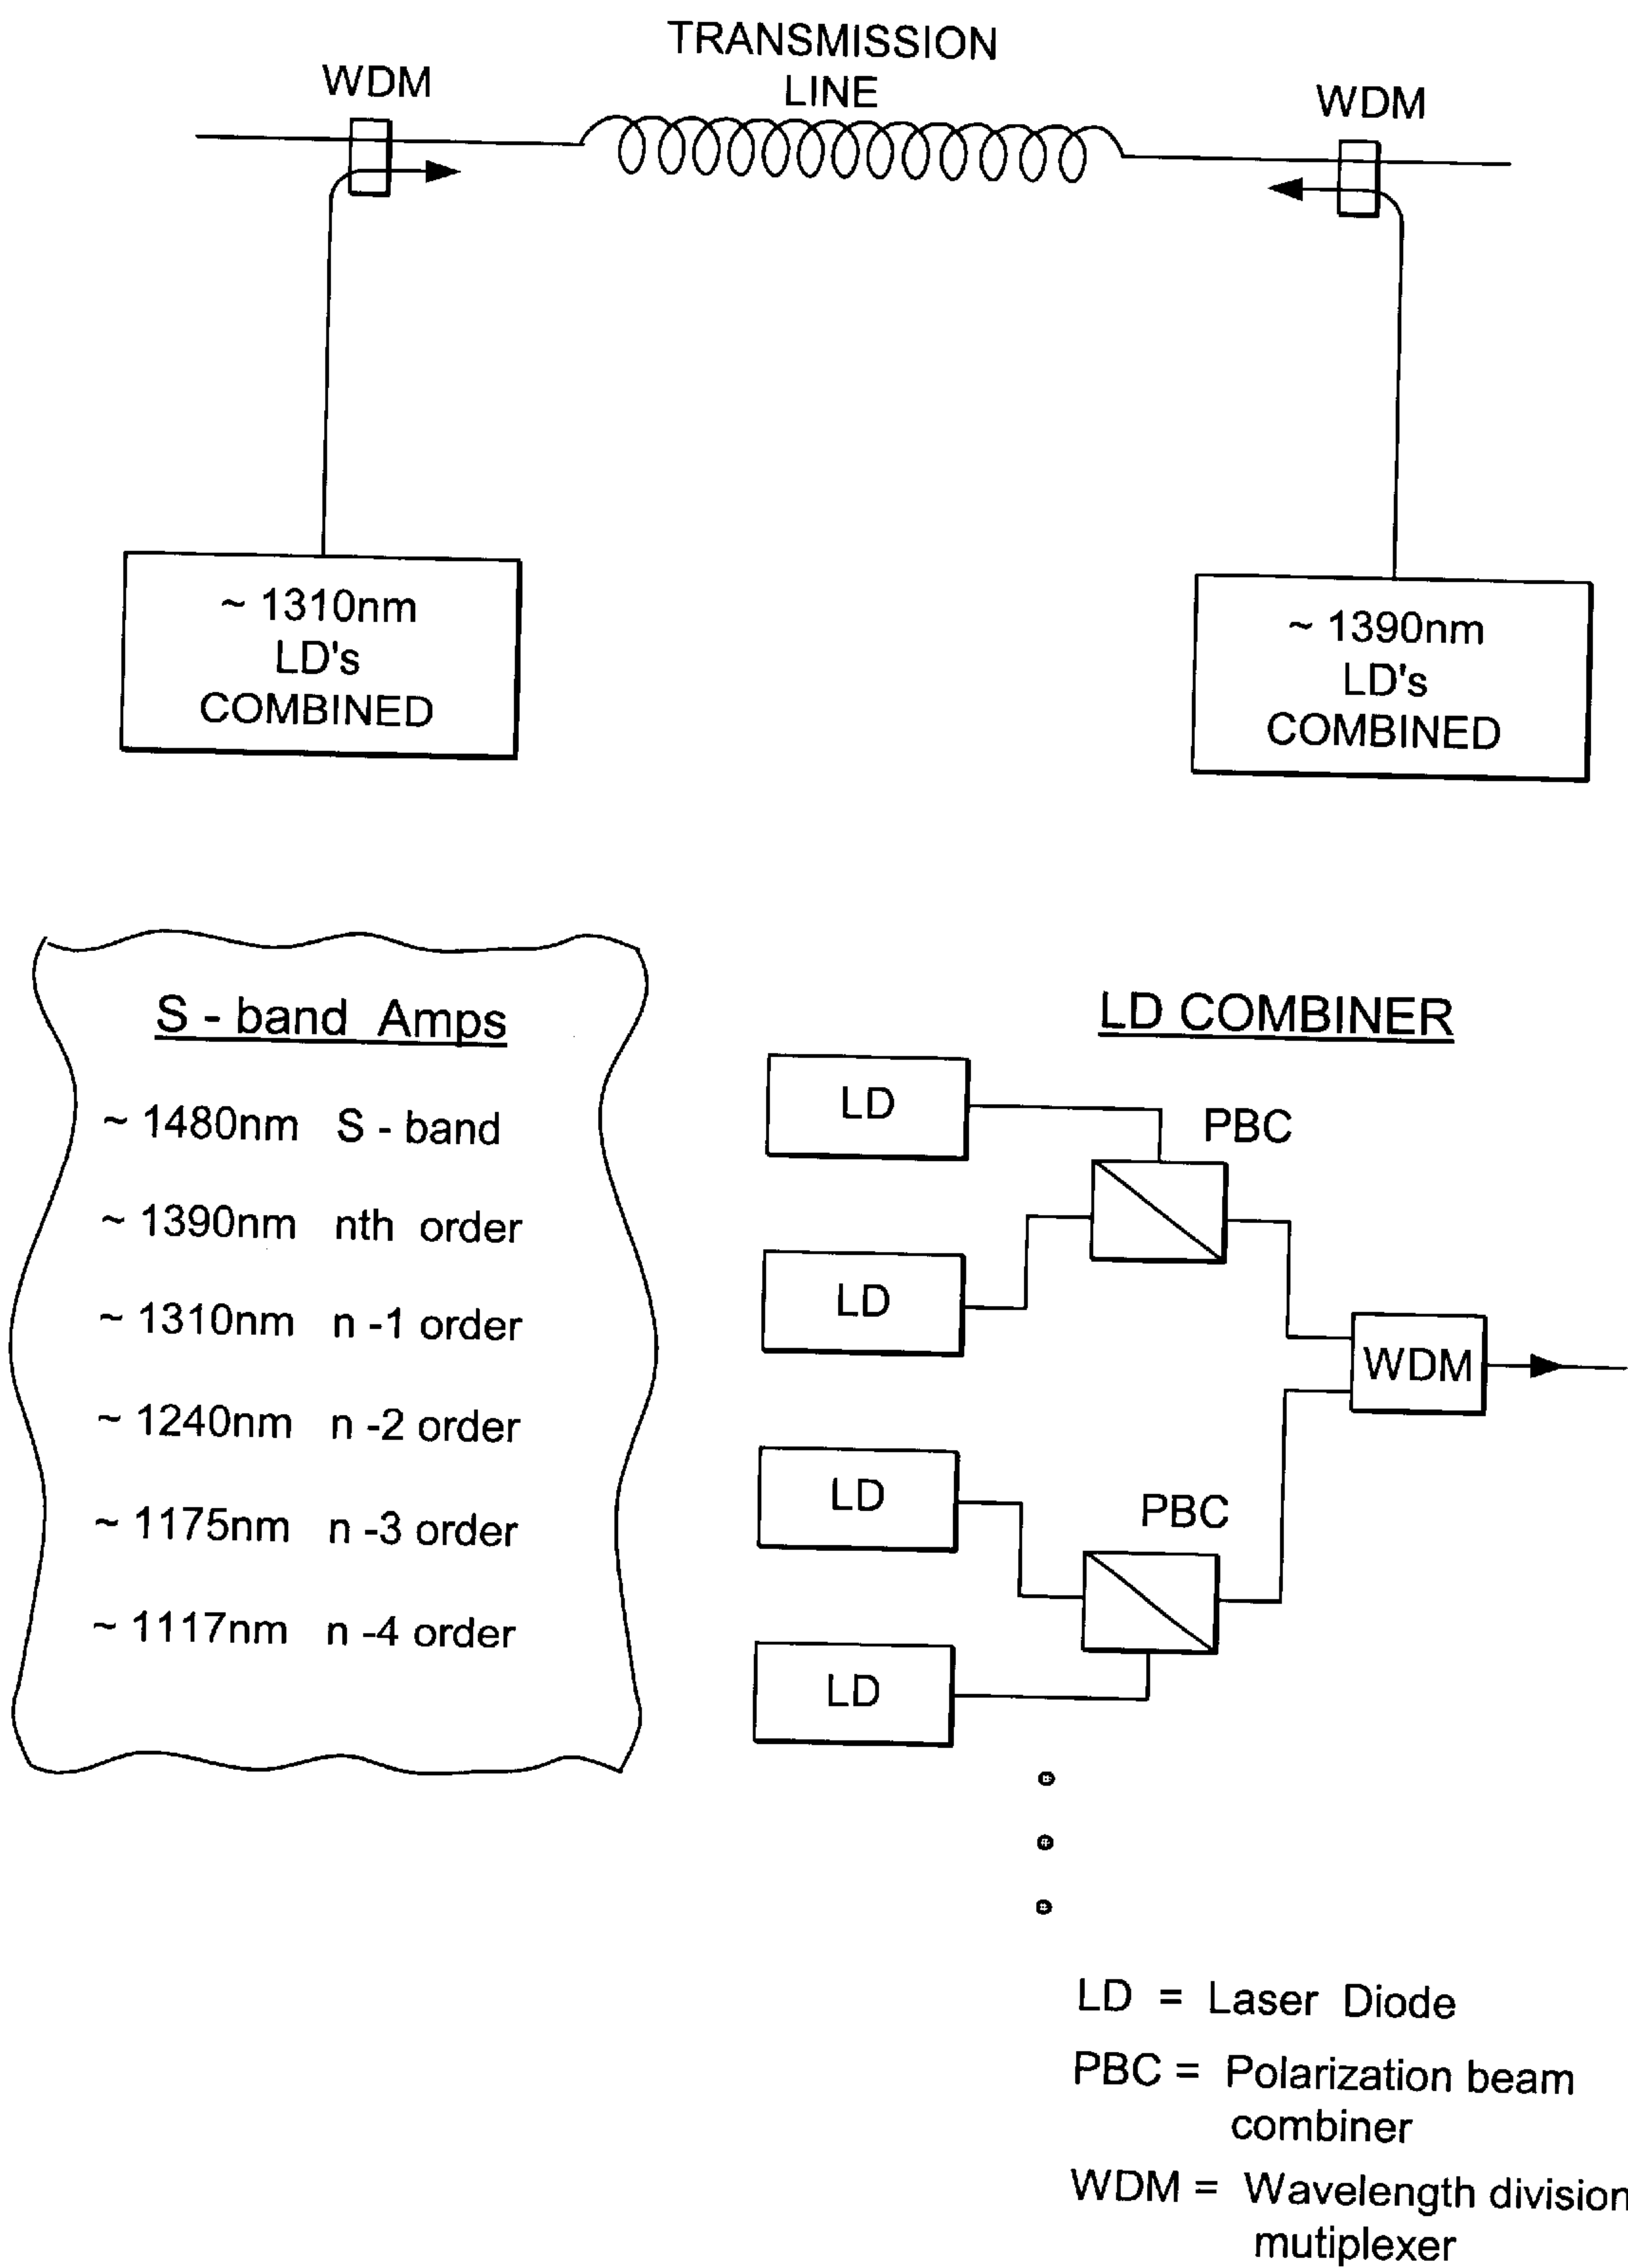 TRANSMISSION
LINE
WDM
WDM
~ 1310nm
LD's
COMBINED
~ 1390nm
LD's
COMBINED
S - band Amps
~ 1480nm S - band
~ 1390nm nth order
~ 1310nm n -1 order
~ 1240nm n -2 order
~ 1175nm n -3 order
~ 1117nm n -4 order
LD COMBINER
LD
PBC
LD
WDM
LD
PBC
LD
LD = Laser Diode
PBC = Polarization beam
combiner
WDM = Wavelength division
mutiplexer